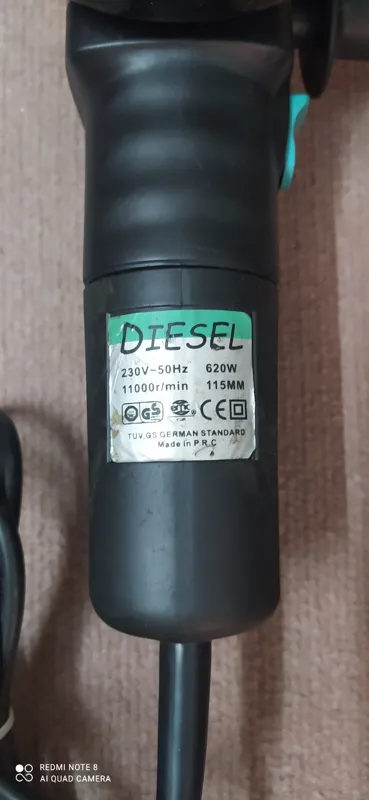 DIESEL
230V~50Hz 620W
11000r/min 115MM
GS CE
TUV,GS GERMAN STANDARD
Made in P.R.C
REDMI NOTE 8
AI QUAD CAMERA